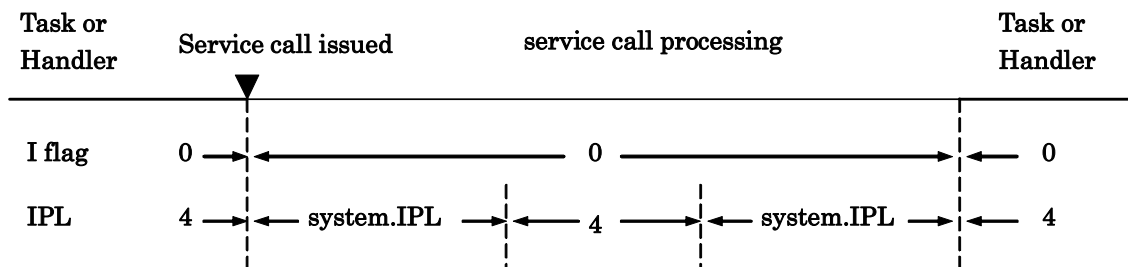 Task or
Handler
Service call issued
service call processing
Task or
Handler
I flag 0 0 0
IPL 4 system.IPL 4 system.IPL 4